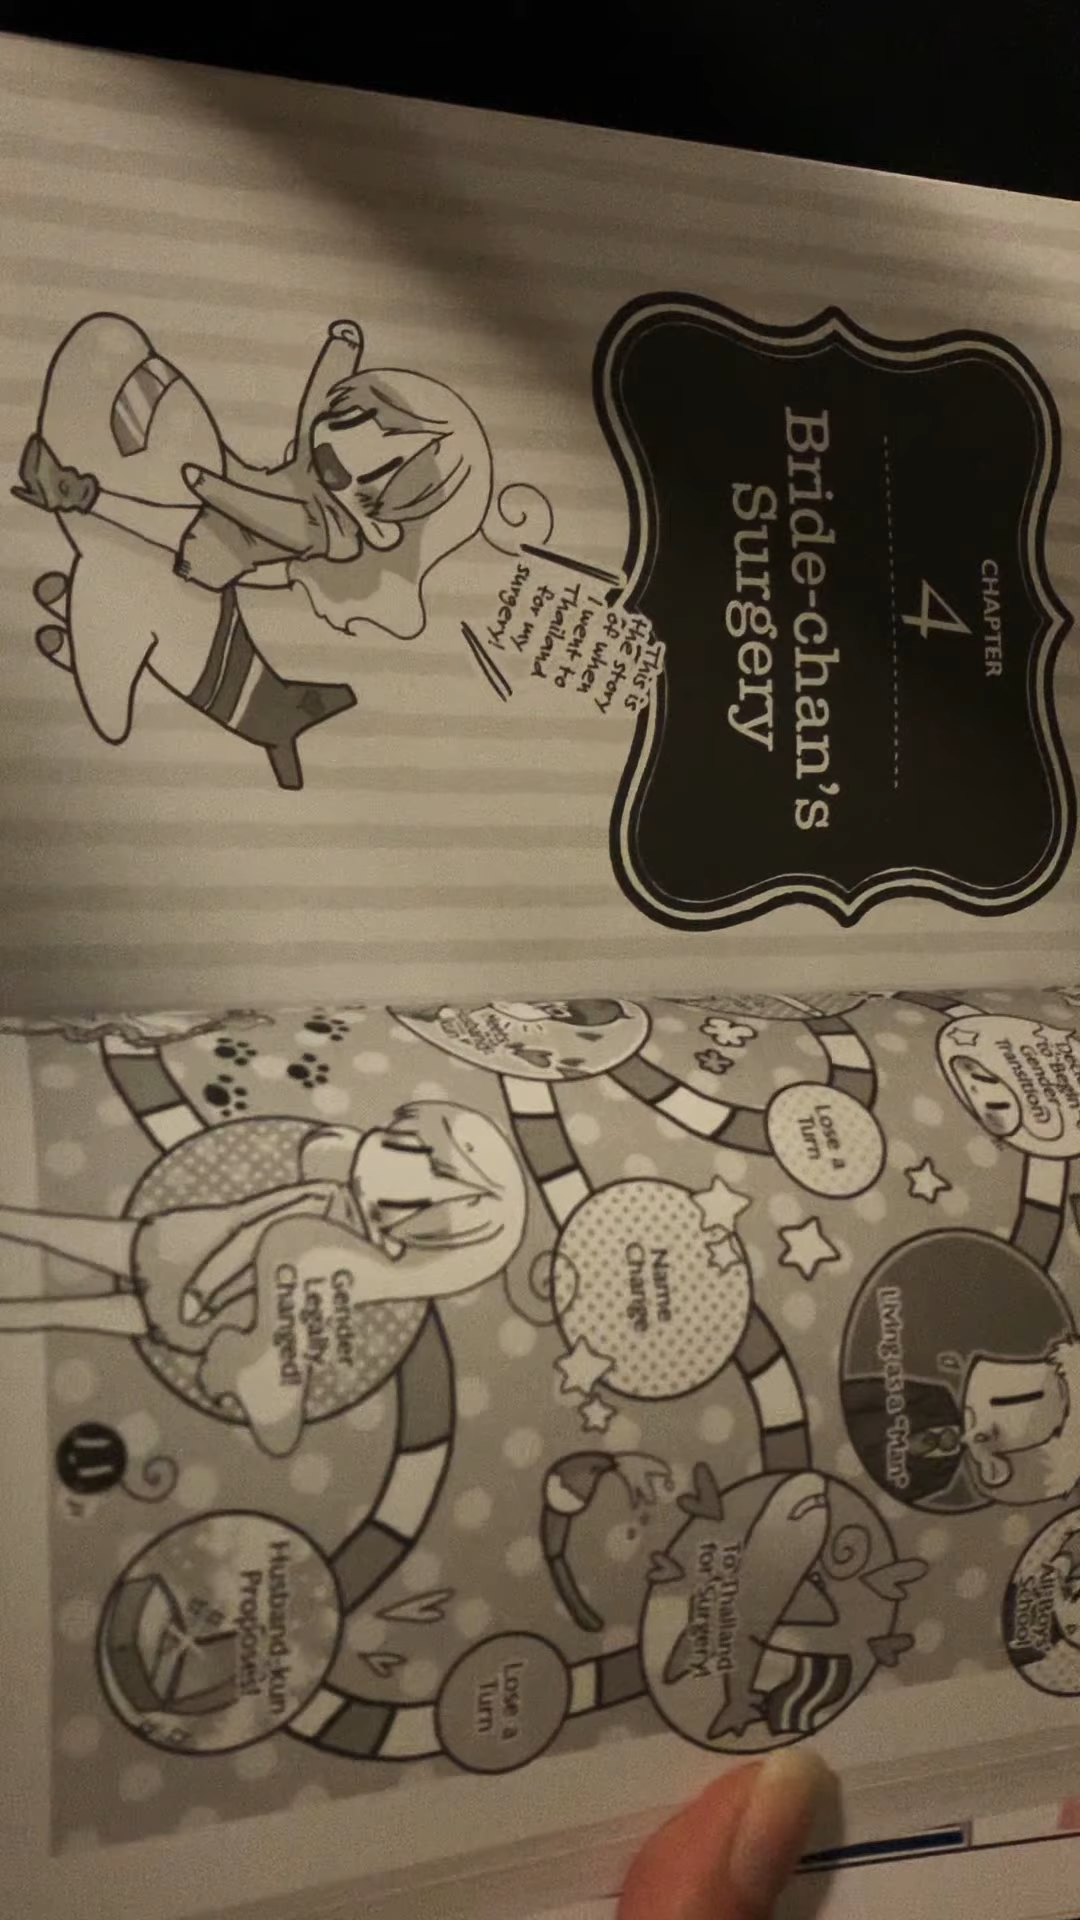 CHAPTER
4
Bride-chan's
Surgery
This is
the story
of when
I went to
Thailand
for my
surgery!
to Begin
Gender
Transition
Lose a
Turn
Living as a "Man"
All-Boys
School
Name
Change
To Thailand
for Surgery!
Gender
Legally
Changed!
Husband-kun
Proposes!
Lose a
Turn